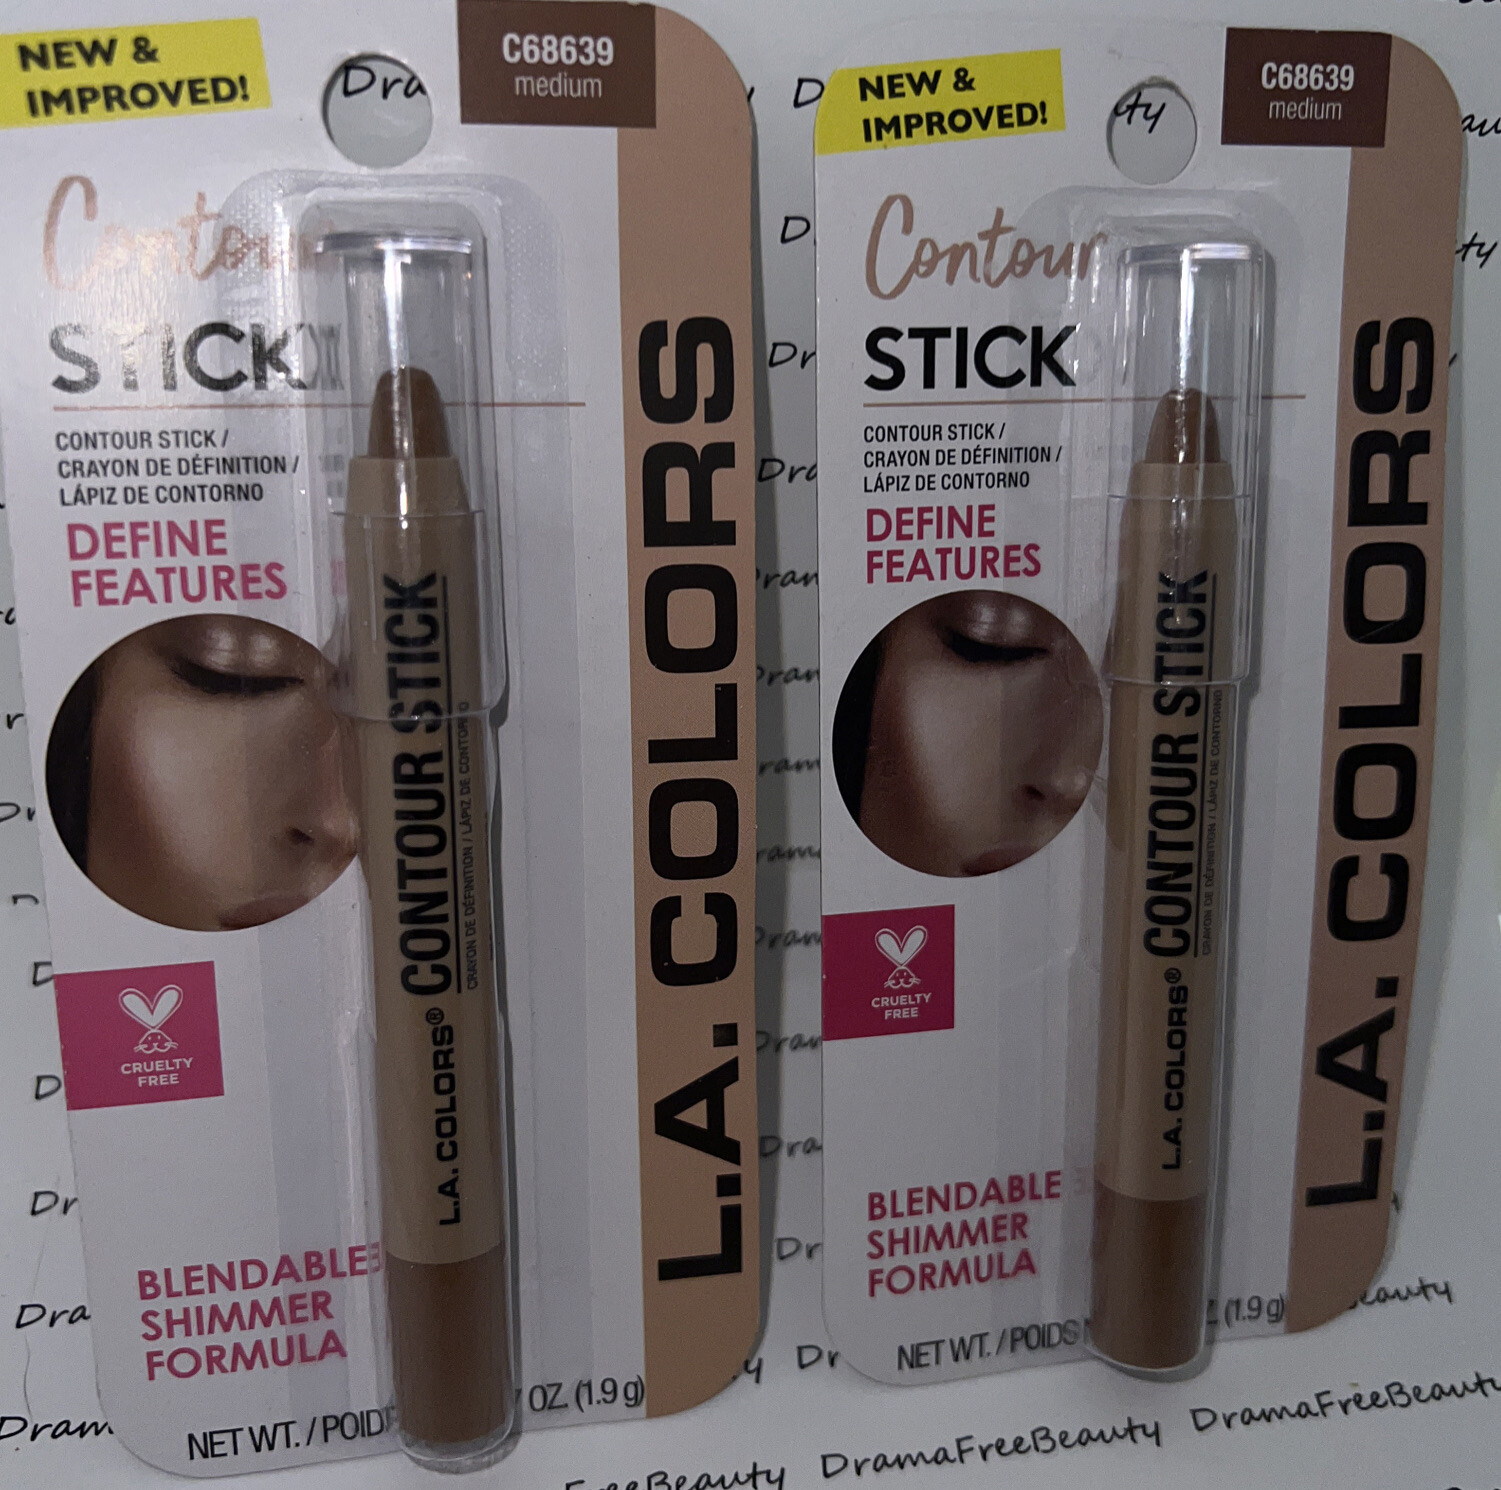 NEW &
IMPROVED!
C68639
medium
Contour
STICK
CONTOUR STICK /
CRAYON DE DÉFINITION /
LÁPIZ DE CONTORNO
DEFINE
FEATURES
CRUELTY
FREE
BLENDABLE
SHIMMER
FORMULA
NET WT. / POID
OZ. (1.9 g)
L.A. COLORS® CONTOUR STICK
CRAYON DE DÉFINITION / LÁPIZ DE CONTORNO
L.A. COLORS
NEW &
IMPROVED!
C68639
medium
Contour
STICK
CONTOUR STICK /
CRAYON DE DÉFINITION /
LÁPIZ DE CONTORNO
DEFINE
FEATURES
CRUELTY
FREE
BLENDABLE
SHIMMER
FORMULA
NET WT. / POIDS
(1.9 g)
L.A. COLORS® CONTOUR STICK
CRAYON DE DÉFINITION / LÁPIZ DE CONTORNO
L.A. COLORS
FreeBeauty DramaFreeBeauty DramaFreeBeauty